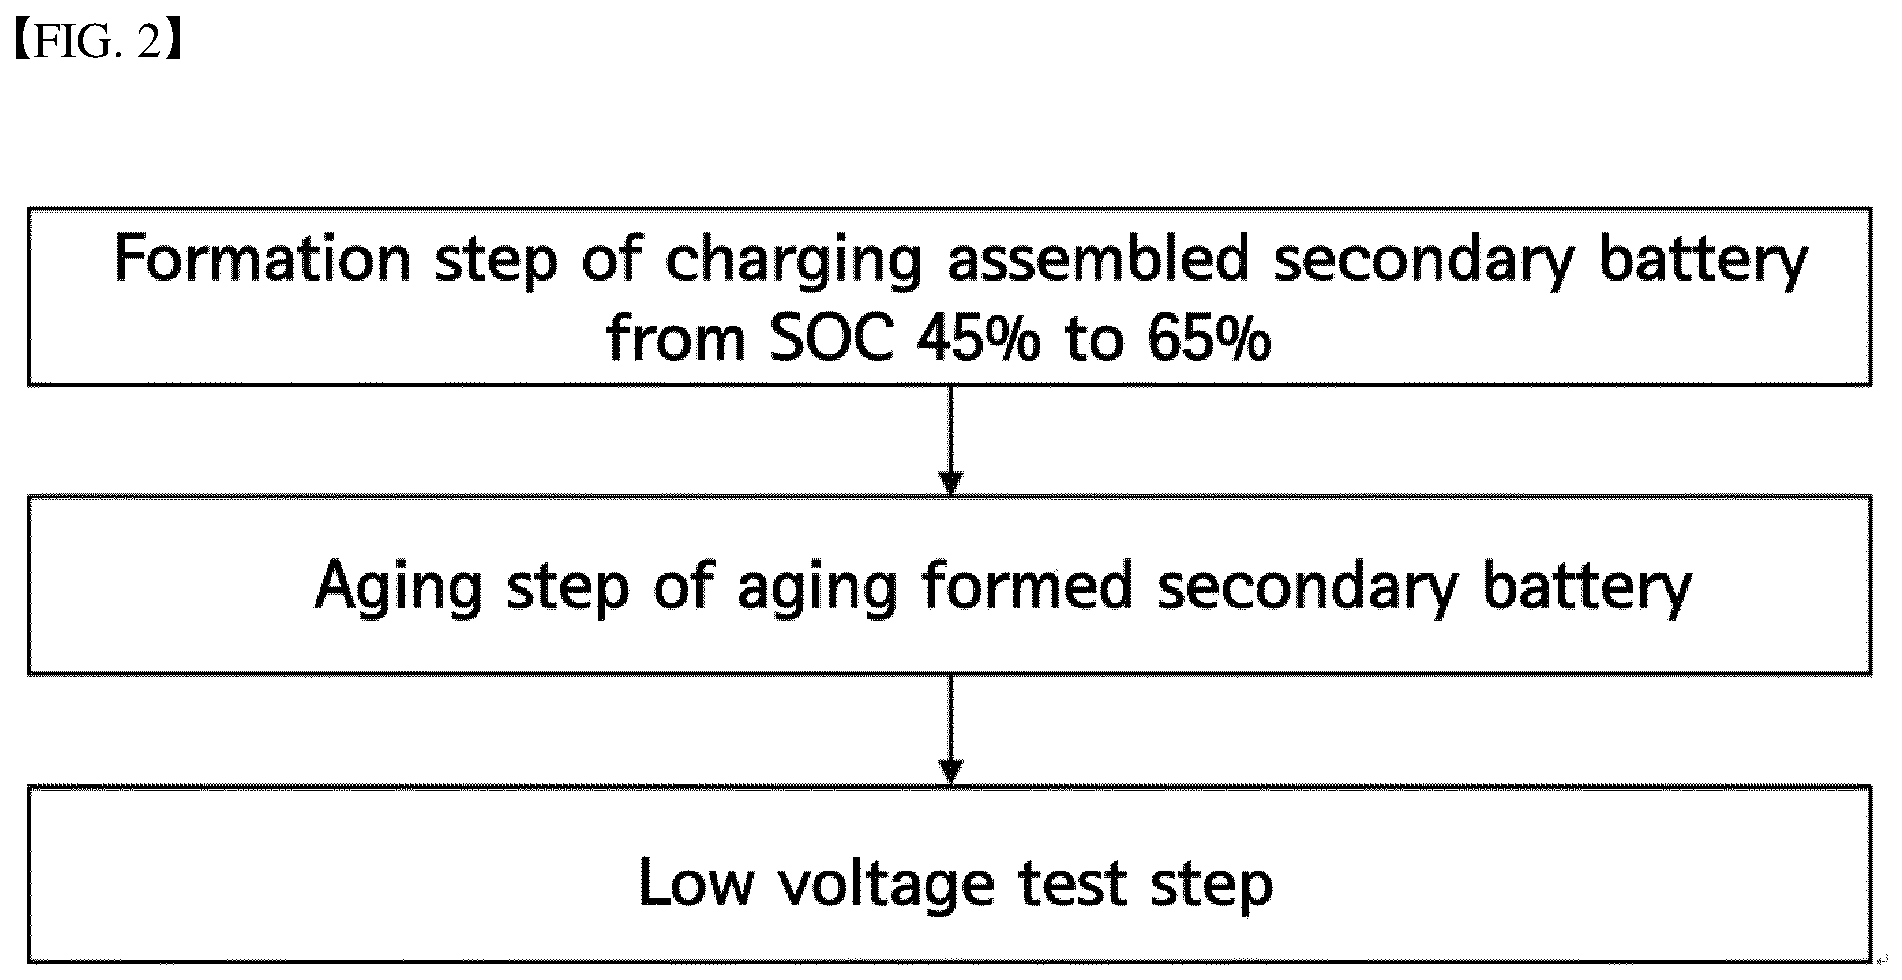 【FIG. 2】
Formation step of charging assembled secondary battery
from SOC 45% to 65%
Aging step of aging formed secondary battery
Low voltage test step